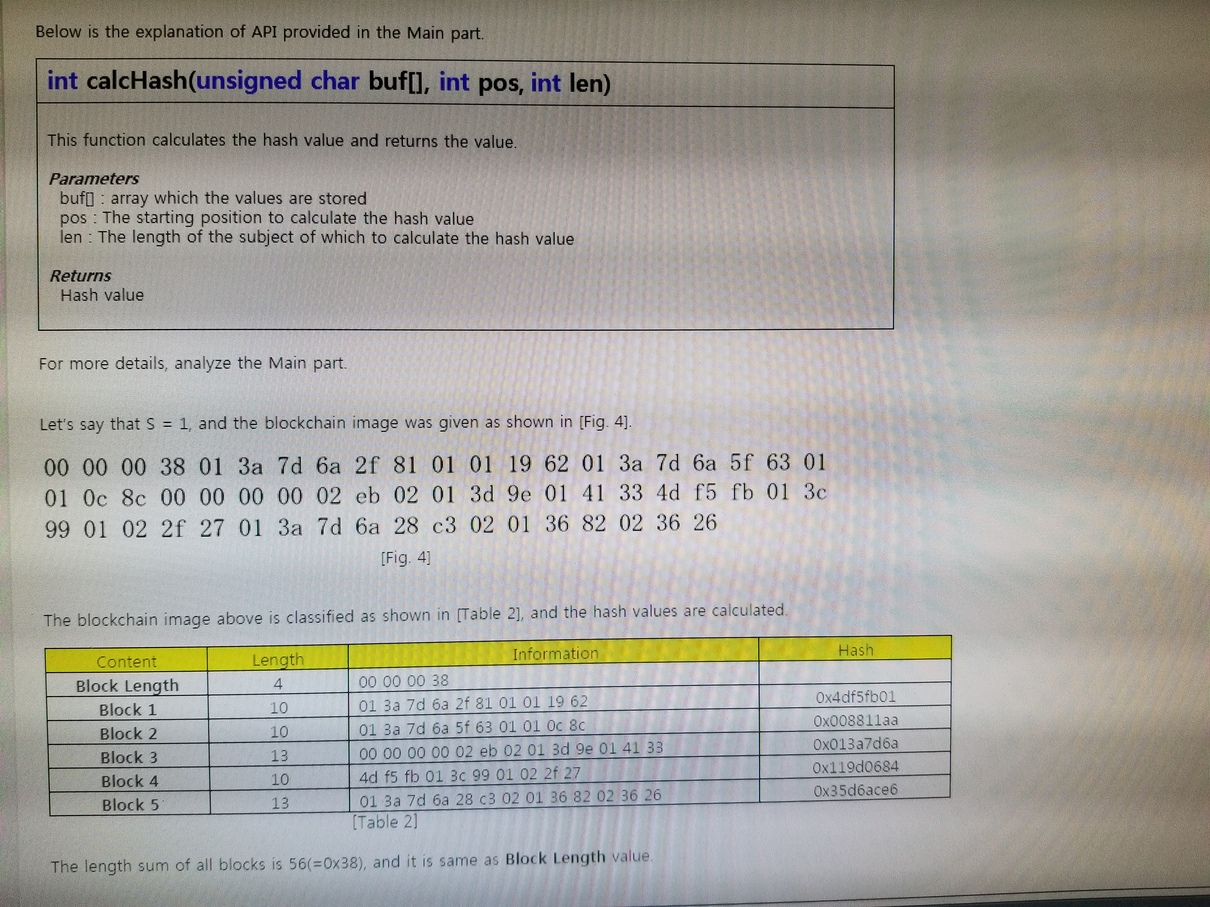 Below is the explanation of API provided in the Main part.
int calcHash(unsigned char buf[], int pos, int len)
This function calculates the hash value and returns the value.
Parameters
buf[] : array which the values are stored
pos : The starting position to calculate the hash value
len : The length of the subject of which to calculate the hash value
Returns
Hash value
For more details, analyze the Main part.
Let's say that S = 1, and the blockchain image was given as shown in [Fig. 4].
00 00 00 38 01 3a 7d 6a 2f 81 01 01 19 62 01 3a 7d 6a 5f 63 01
01 0c 8c 00 00 00 00 02 eb 02 01 3d 9e 01 41 33 4d f5 fb 01 3c
99 01 02 2f 27 01 3a 7d 6a 28 c3 02 01 36 82 02 36 26
[Fig. 4]
The blockchain image above is classified as shown in [Table 2], and the hash values are calculated.
Content Length Information Hash
Block Length 4 00 00 00 38
Block 1 10 01 3a 7d 6a 2f 81 01 01 19 62 0x4df5fb01
Block 2 10 01 3a 7d 6a 5f 63 01 01 0c 8c 0x008811aa
Block 3 13 00 00 00 00 02 eb 02 01 3d 9e 01 41 33 0x013a7d6a
Block 4 10 4d f5 fb 01 3c 99 01 02 2f 27 0x119d0684
Block 5 13 01 3a 7d 6a 28 c3 02 01 36 82 02 36 26 0x35d6ace6
[Table 2]
The length sum of all blocks is 56(=0x38), and it is same as Block Length value.